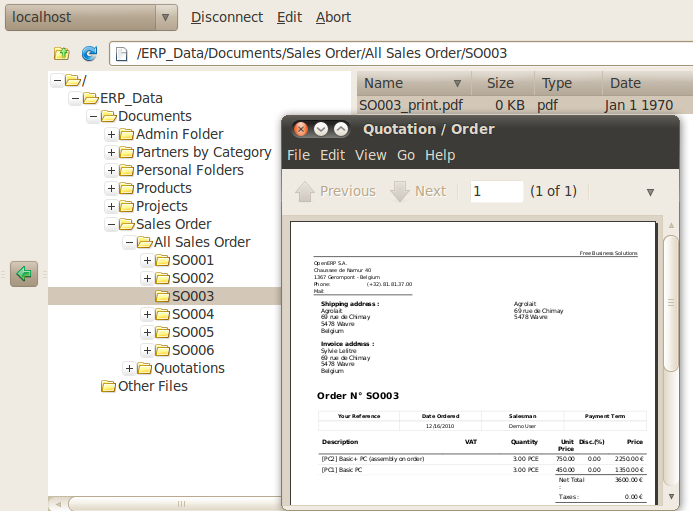 localhost Disconnect Edit Abort
/ERP_Data/Documents/Sales Order/All Sales Order/SO003
/
ERP_Data
Documents
Admin Folder
Partners by Category
Personal Folders
Products
Projects
Sales Order
All Sales Order
SO001
SO002
SO003
SO004
SO005
SO006
Quotations
Other Files
Name Size Type Date
SO003_print.pdf 0 KB pdf Jan 1 1970
Quotation / Order
File Edit View Go Help
Previous Next 1 (1 of 1)
Free Business Solutions
OpenERP S.A.
Chaussee de Namur 40
1367 Gerompont - Belgium
Phone: (+32).81.81.37.00
Mail:
Shipping address : Agrolait
Agrolait 69 rue de Chimay
69 rue de Chimay 5478 Wavre
5478 Wavre
Belgium
Invoice address :
Sylvie Lelitre
69 rue de Chimay
5478 Wavre
Belgium
Order N° SO003
Your Reference Date Ordered Salesman Payment Term
12/16/2010 Demo User
Description VAT Quantity Unit Price Disc.(%) Price
[PC2] Basic+ PC (assembly on order) 3.00 PCE 750.00 0.00 2250.00 €
[PC1] Basic PC 3.00 PCE 450.00 0.00 1350.00 €
Net Total : 3600.00 €
Taxes : 0.00 €